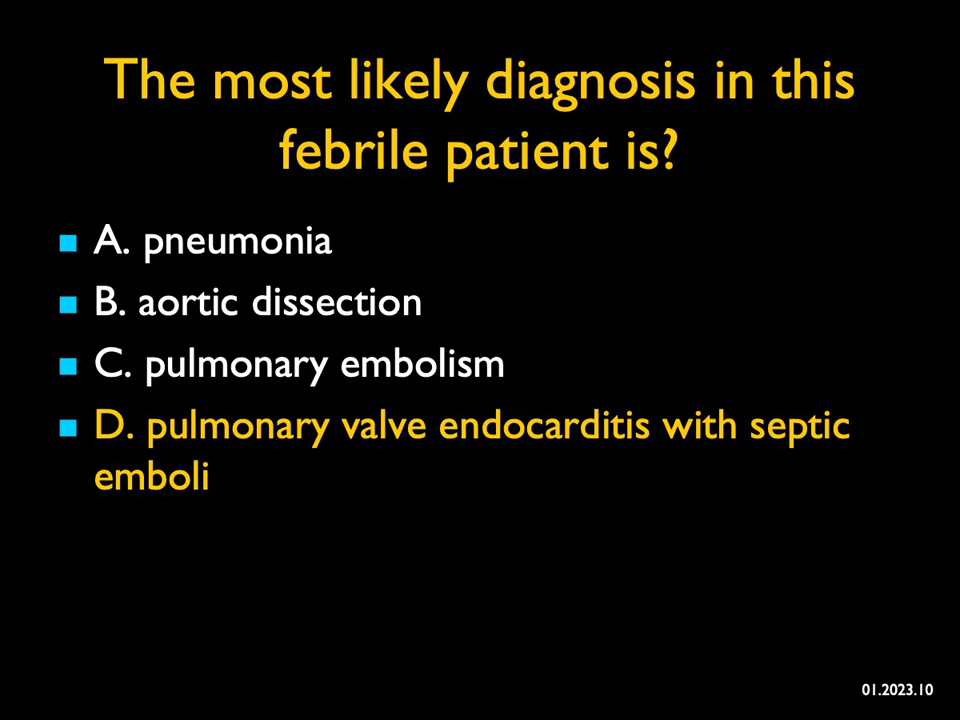 The most likely diagnosis in this
febrile patient is?
A. pneumonia
B. aortic dissection
C. pulmonary embolism
D. pulmonary valve endocarditis with septic
emboli
01.2023.10